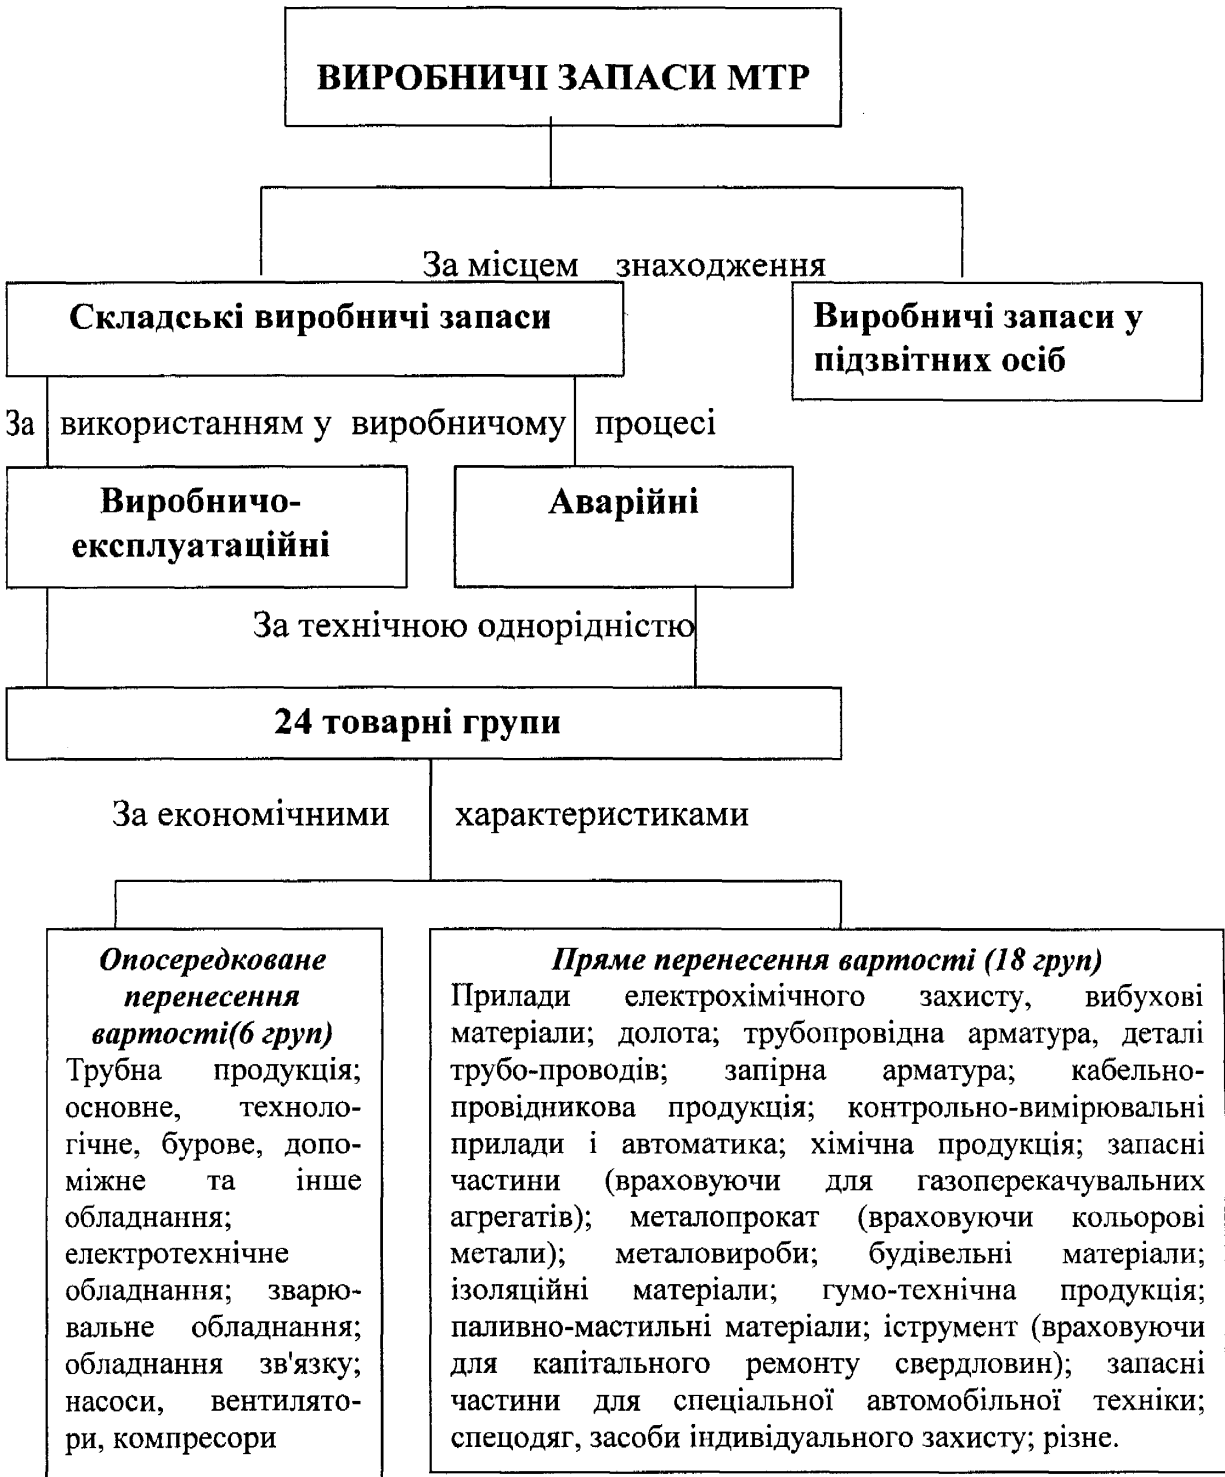 ВИРОБНИЧІ ЗАПАСИ МТР
За місцем знаходження
Складські виробничі запаси
Виробничі запаси у
підзвітних осіб
За використанням у виробничому процесі
Виробничо-
експлуатаційні
Аварійні
За технічною однорідністю
24 товарні групи
За економічними характеристиками
Опосередковане
перенесення
вартості(6 груп)
Трубна продукція;
основне, техноло-
гічне, бурове, допо-
міжне та інше
обладнання;
електротехнічне
обладнання; зварю-
вальне обладнання;
обладнання зв'язку;
насоси, вентилято-
ри, компресори
Пряме перенесення вартості (18 груп)
Прилади електрохімічного захисту, вибухові
матеріали; долота; трубопровідна арматура, деталі
трубо-проводів; запірна арматура; кабельно-
провідникова продукція; контрольно-вимірювальні
прилади і автоматика; хімічна продукція; запасні
частини (враховуючи для газоперекачувальних
агрегатів); металопрокат (враховуючи кольорові
метали); металовироби; будівельні матеріали;
ізоляційні матеріали; гумо-технічна продукція;
паливно-мастильні матеріали; іструмент (враховуючи
для капітального ремонту свердловин); запасні
частини для спеціальної автомобільної техніки;
спецодяг, засоби індивідуального захисту; різне.